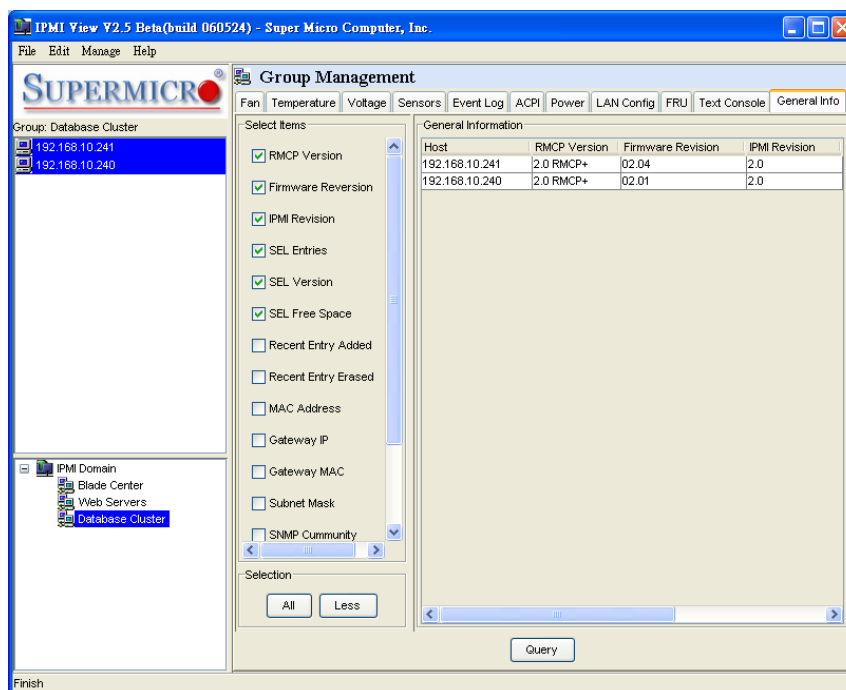 IPMI View V2.5 Beta(build 060524) - Super Micro Computer, Inc.
File Edit Manage Help
SUPERMICRO®
Group Management
Fan Temperature Voltage Sensors Event Log ACPI Power LAN Config FRU Text Console General Info
Group: Database Cluster
192.168.10.241
192.168.10.240
IPMI Domain
Blade Center
Web Servers
Database Cluster
Select Items
RMCP Version
Firmware Reversion
IPMI Revision
SEL Entries
SEL Version
SEL Free Space
Recent Entry Added
Recent Entry Erased
MAC Address
Gateway IP
Gateway MAC
Subnet Mask
SNMP Cummunity
Selection
All Less
General Information
Host RMCP Version Firmware Revision IPMI Revision
192.168.10.241 2.0 RMCP+ 02.04 2.0
192.168.10.240 2.0 RMCP+ 02.01 2.0
Query
Finish